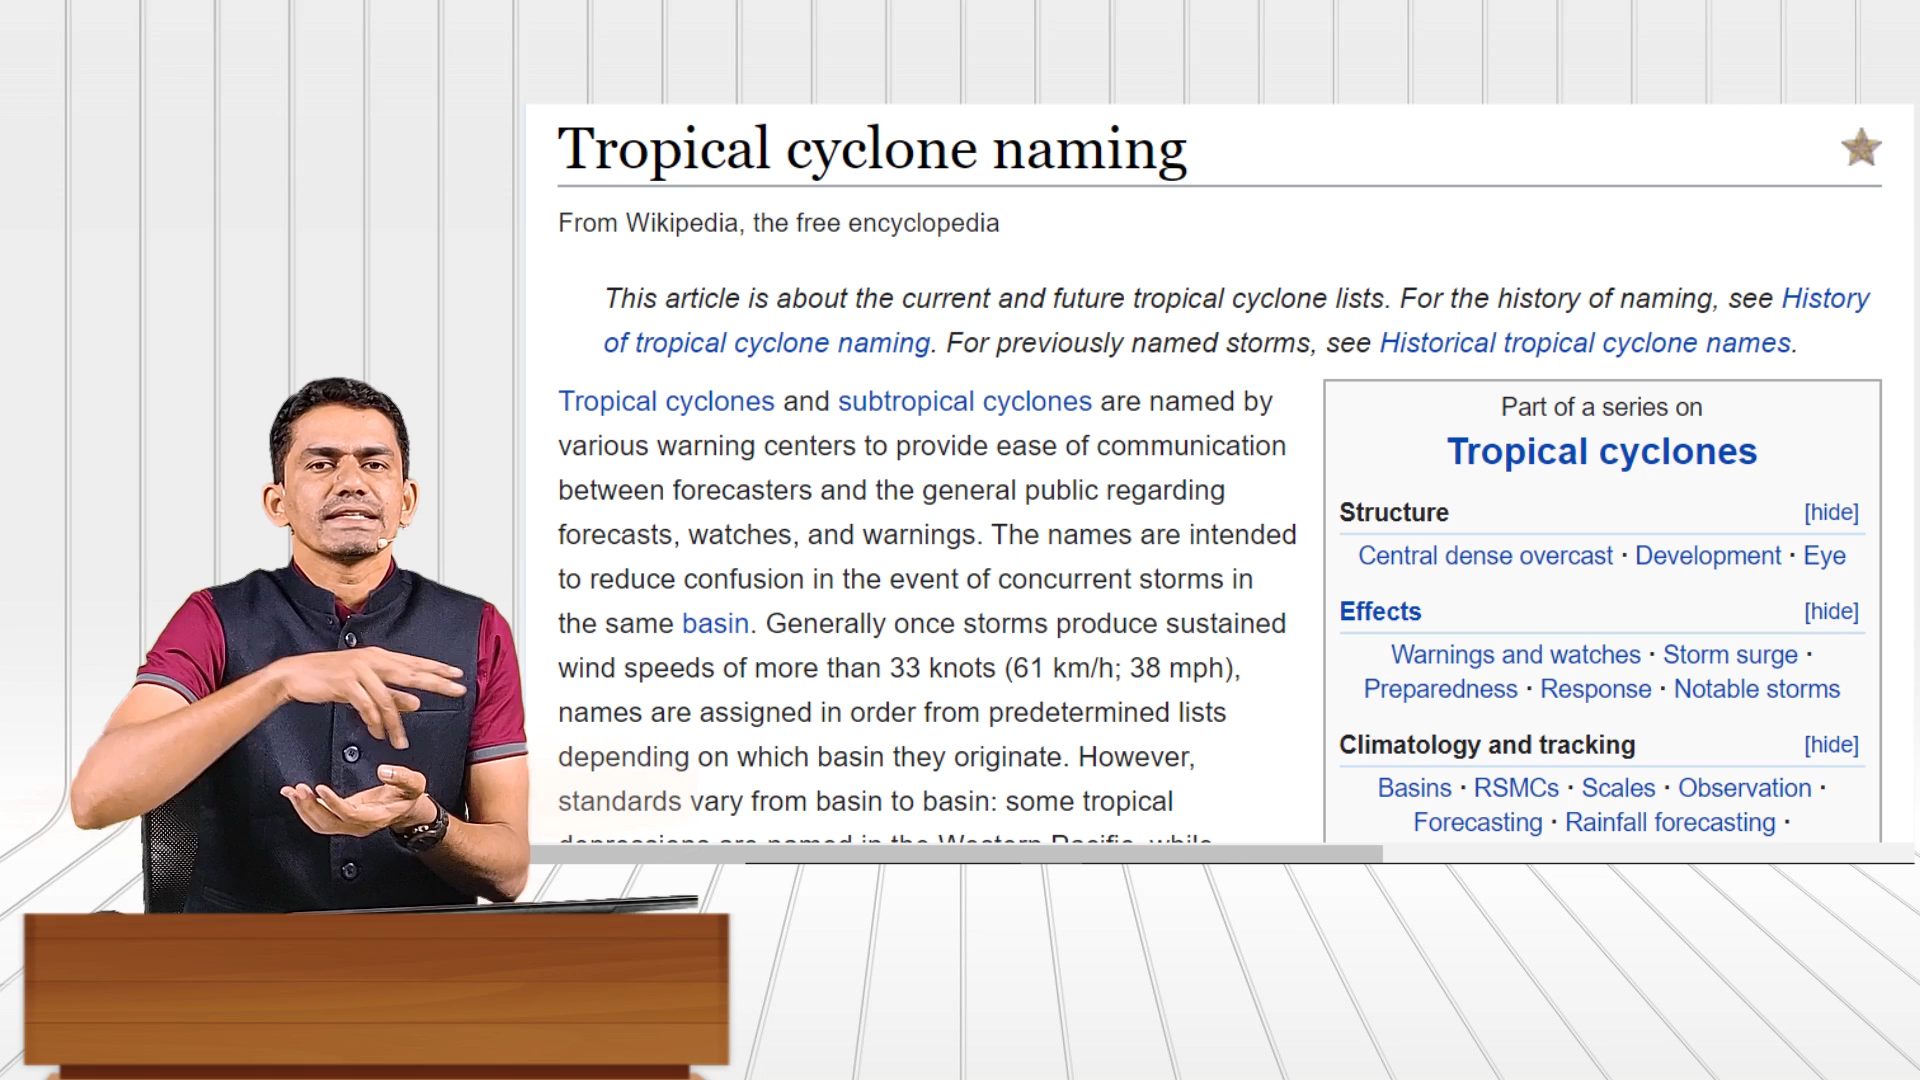 Tropical cyclone naming
From Wikipedia, the free encyclopedia
This article is about the current and future tropical cyclone lists. For the history of naming, see History
of tropical cyclone naming. For previously named storms, see Historical tropical cyclone names.
Tropical cyclones and subtropical cyclones are named by
various warning centers to provide ease of communication
between forecasters and the general public regarding
forecasts, watches, and warnings. The names are intended
to reduce confusion in the event of concurrent storms in
the same basin. Generally once storms produce sustained
wind speeds of more than 33 knots (61 km/h; 38 mph),
names are assigned in order from predetermined lists
depending on which basin they originate. However,
standards vary from basin to basin: some tropical
depressions are named in the Western Pacific, while
Part of a series on
Tropical cyclones
Structure [hide]
Central dense overcast · Development · Eye
Effects [hide]
Warnings and watches · Storm surge ·
Preparedness · Response · Notable storms
Climatology and tracking [hide]
Basins · RSMCs · Scales · Observation ·
Forecasting · Rainfall forecasting ·